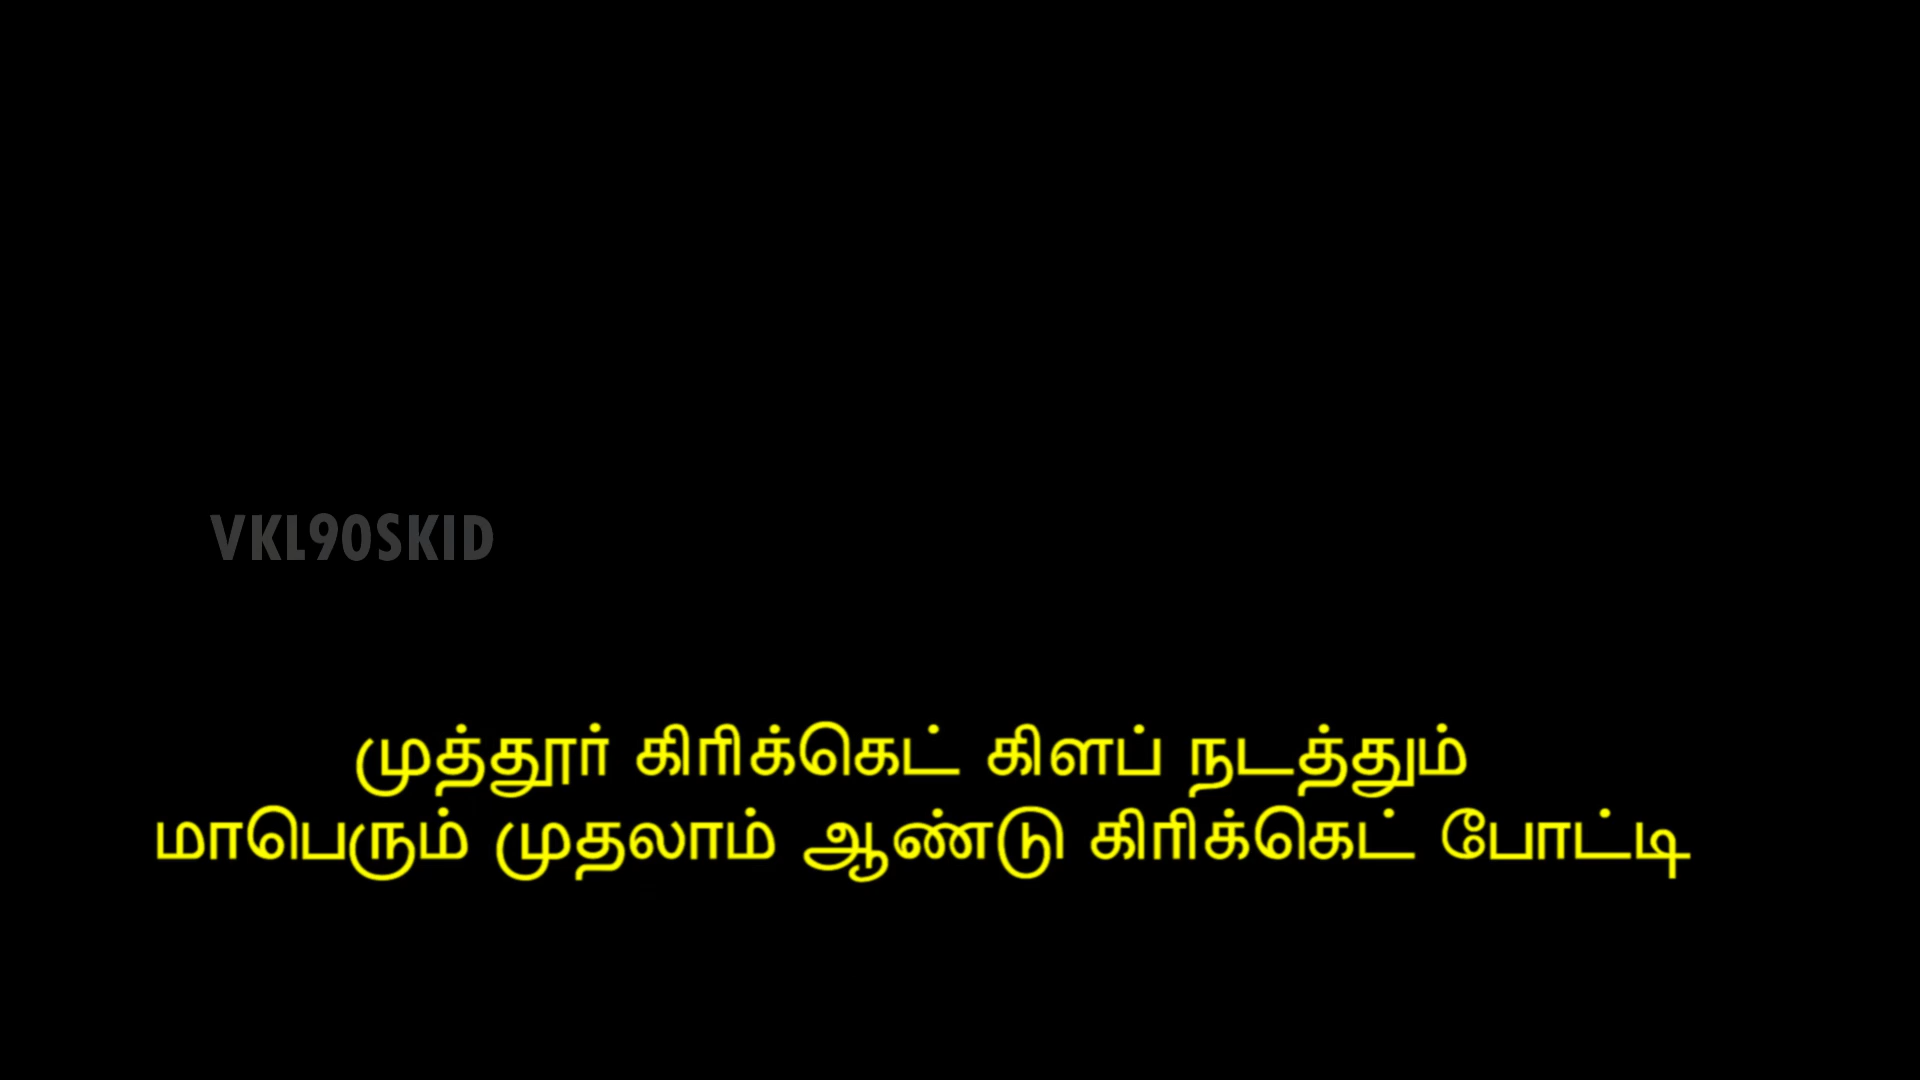 VKL90SKID
முத்தூர் கிரிக்கெட் கிளப் நடத்தும்
மாபெரும் முதலாம் ஆண்டு கிரிக்கெட் போட்டி